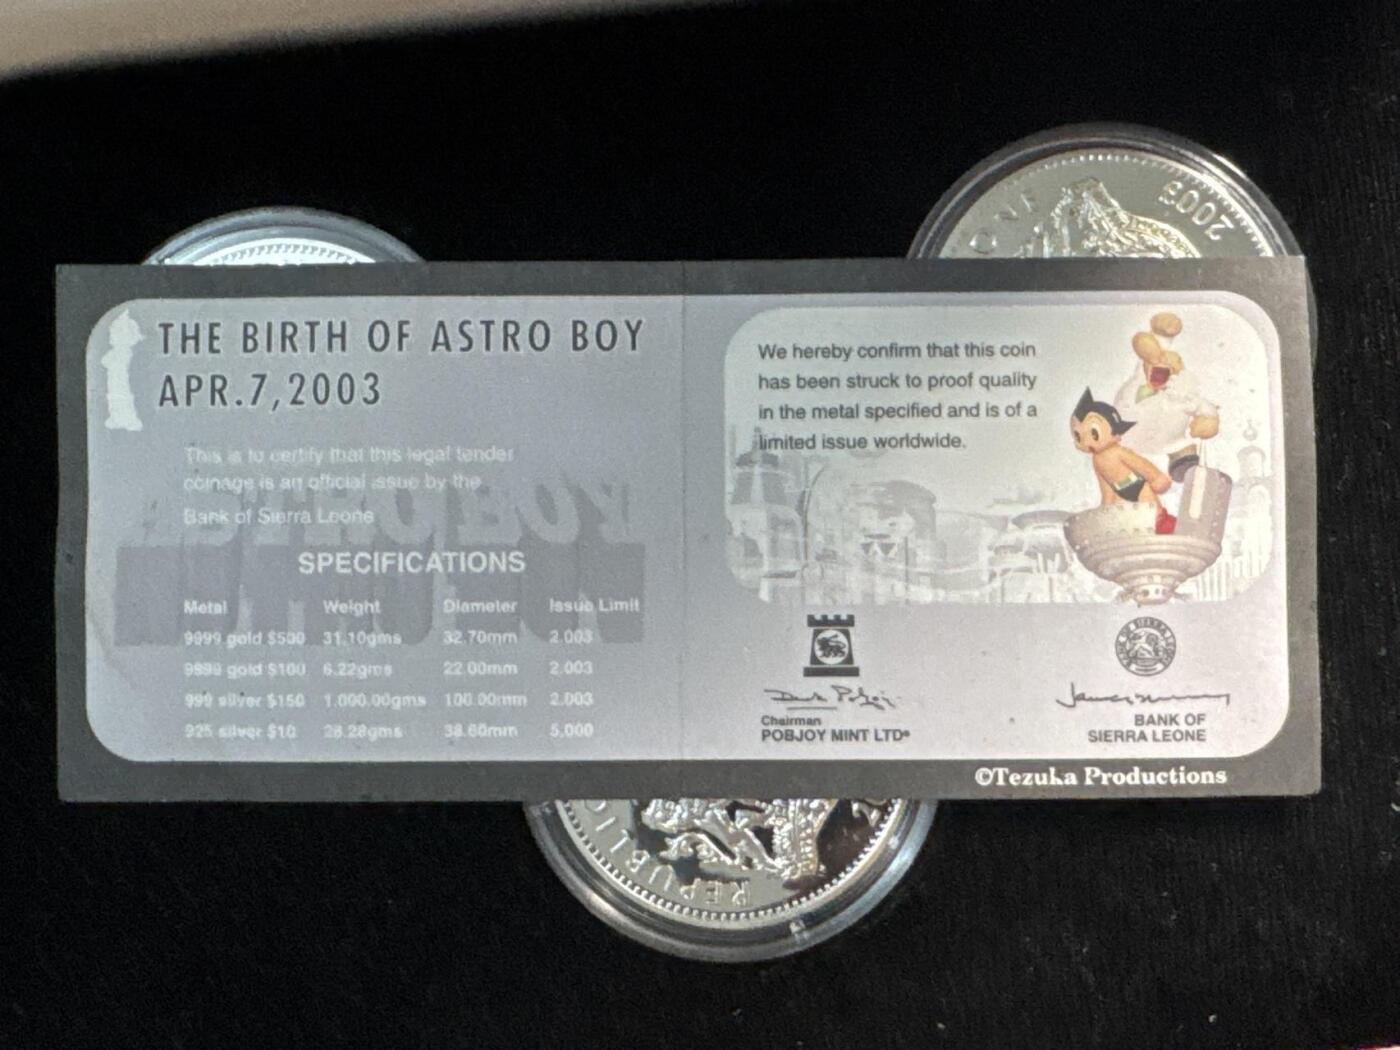 2003
ONE
THE BIRTH OF ASTRO BOY
APR.7,2003
This is to certify that this legal tender
coinage is an official issue by the
Bank of Sierra Leone
SPECIFICATIONS
Metal Weight Diameter Issue Limit
9999 gold $500 31.10gms 32.70mm 2.003
9999 gold $100 6.22gms 22.00mm 2.003
999 silver $150 1.000.00gms 100.00mm 2.003
925 silver $10 28.28gms 38.60mm 5,000
We hereby confirm that this coin
has been struck to proof quality
in the metal specified and is of a
limited issue worldwide.
Chairman
POBJOY MINT LTD®
BANK OF
SIERRA LEONE
©Tezuka Productions
REPUBLIC